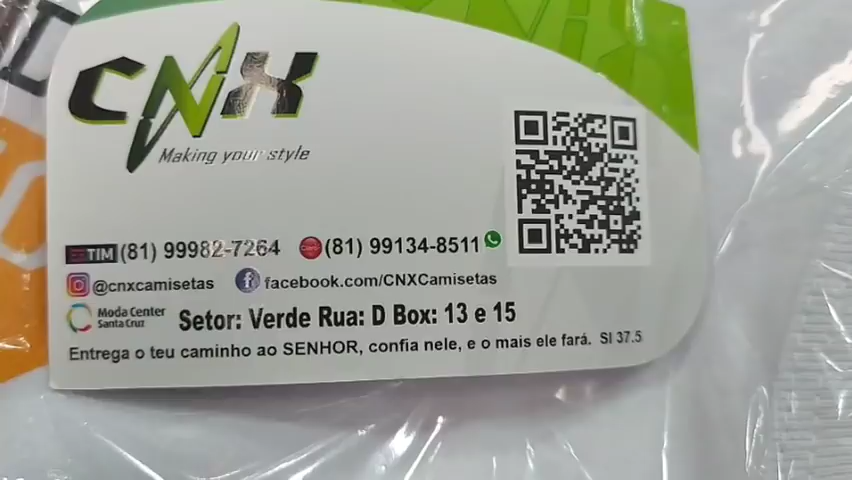 CNX
Making your style
TIM (81) 99982-7264 Claro (81) 99134-8511
@cnxcamisetas facebook.com/CNXCamisetas
Moda Center
Santa Cruz
Setor: Verde Rua: D Box: 13 e 15
Entrega o teu caminho ao SENHOR, confia nele, e o mais ele fará. Sl 37.5